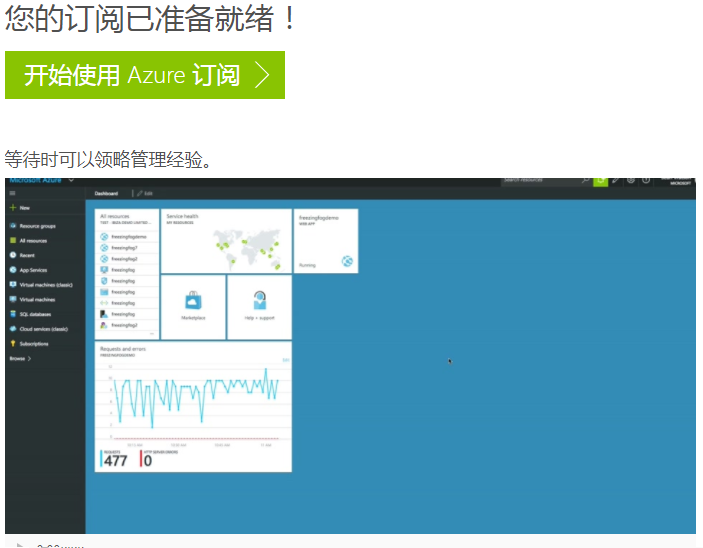 您的订阅已准备就绪！
开始使用 Azure 订阅
等待时可以领略管理经验。
Microsoft Azure
Search resources
MICROSOFT
Dashboard
Edit
New
Resource groups
All resources
Recent
App Services
Virtual machines (classic)
Virtual machines
SQL databases
Cloud services (classic)
Subscriptions
Browse
All resources
freezingfogdemo
freezingfog7
freezingfog2
freezingfog
freezingfog
freezingfog
freezingfog
freezingfog
freezingfog2
Service health
MY RESOURCES
freezingfogdemo
WEB APP
Running
Marketplace
Help + support
Requests and errors
FREEZINGFOGDEMO
REQUESTS
477
HTTP SERVER ERRORS
0